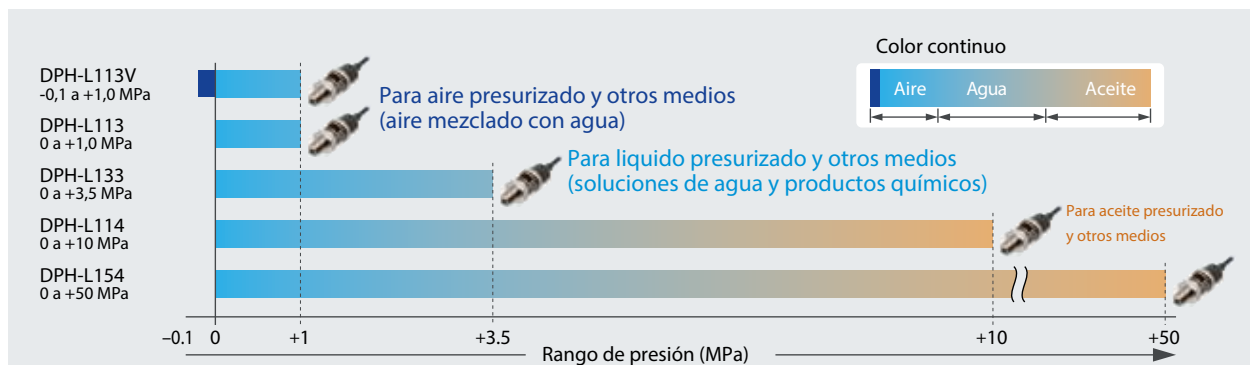 Color continuo
Aire Agua Aceite
DPH-L113V
-0,1 a +1,0 MPa
Para aire presurizado y otros medios
(aire mezclado con agua)
DPH-L113
0 a +1,0 MPa
Para liquido presurizado y otros medios
(soluciones de agua y productos químicos)
DPH-L133
0 a +3,5 MPa
Para aceite presurizado
y otros medios
DPH-L114
0 a +10 MPa
DPH-L154
0 a +50 MPa
–0.1 0 +1 +3.5 +10 +50
Rango de presión (MPa)